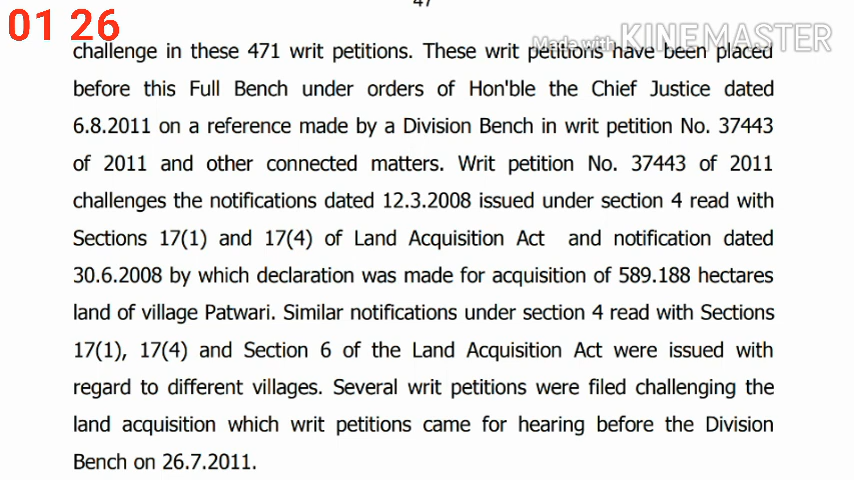 47
01 26
Made with KINEMASTER
challenge in these 471 writ petitions. These writ petitions have been placed
before this Full Bench under orders of Hon'ble the Chief Justice dated
6.8.2011 on a reference made by a Division Bench in writ petition No. 37443
of 2011 and other connected matters. Writ petition No. 37443 of 2011
challenges the notifications dated 12.3.2008 issued under section 4 read with
Sections 17(1) and 17(4) of Land Acquisition Act and notification dated
30.6.2008 by which declaration was made for acquisition of 589.188 hectares
land of village Patwari. Similar notifications under section 4 read with Sections
17(1), 17(4) and Section 6 of the Land Acquisition Act were issued with
regard to different villages. Several writ petitions were filed challenging the
land acquisition which writ petitions came for hearing before the Division
Bench on 26.7.2011.